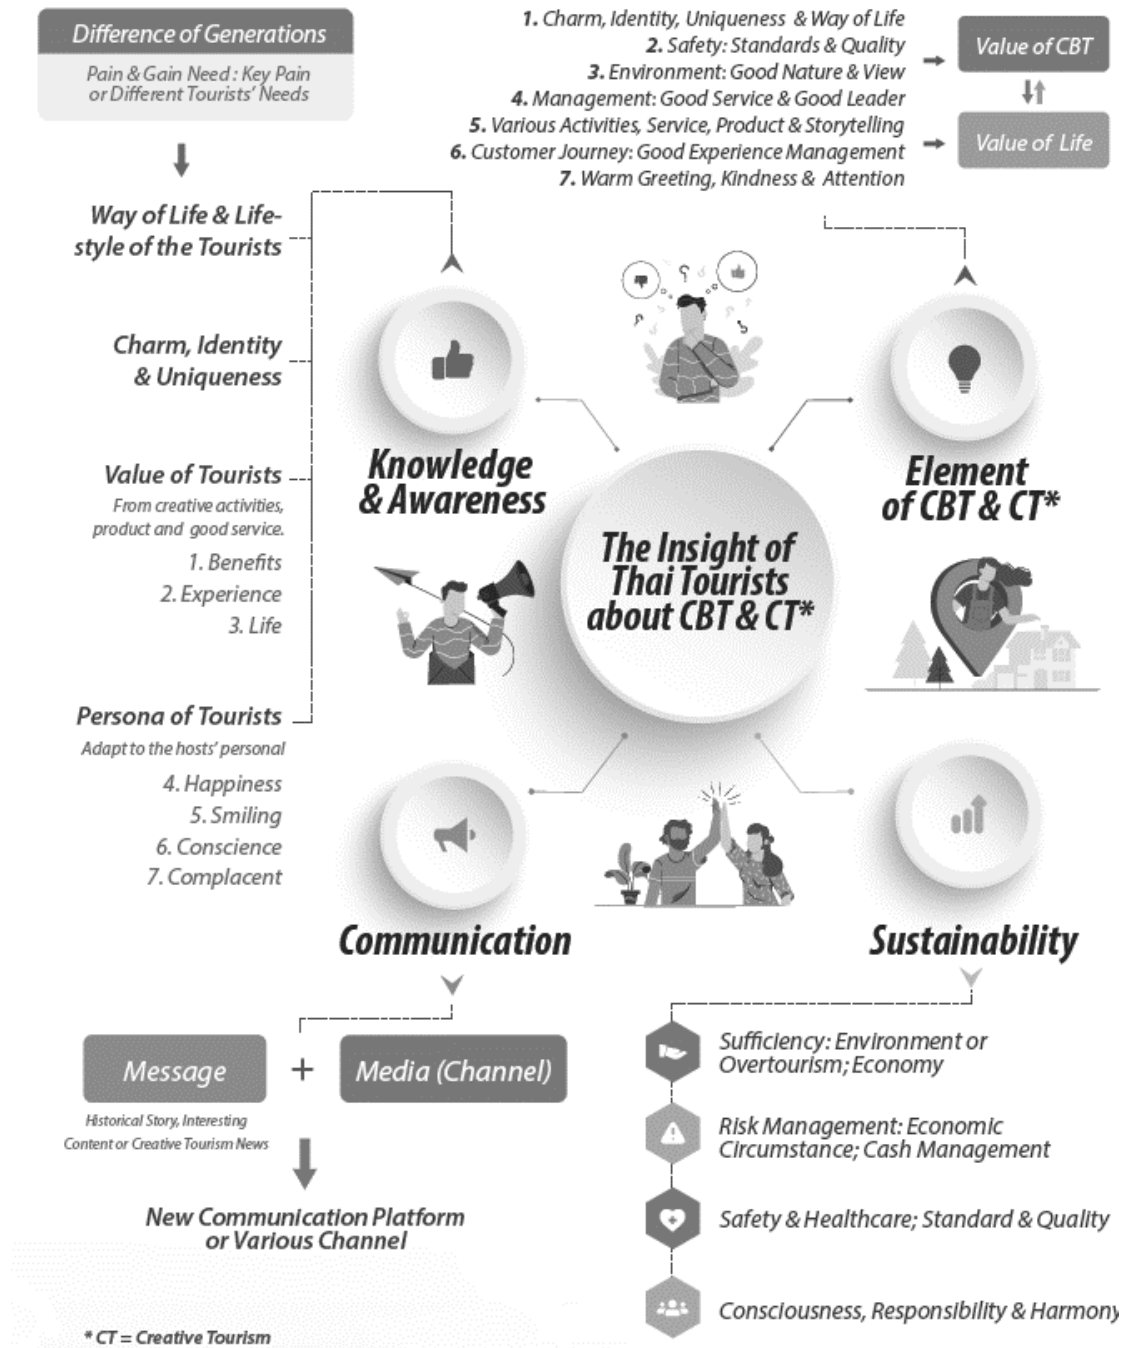 Difference of Generations
Pain & Gain Need : Key Pain
or Different Tourists' Needs
1. Charm, Identity, Uniqueness & Way of Life
2. Safety: Standards & Quality
3. Environment: Good Nature & View
4. Management: Good Service & Good Leader
5. Various Activities, Service, Product & Storytelling
6. Customer Journey: Good Experience Management
7. Warm Greeting, Kindness & Attention
Value of CBT
Value of Life
Way of Life & Life-
style of the Tourists
Charm, Identity
& Uniqueness
Value of Tourists
From creative activities,
product and good service.
1. Benefits
2. Experience
3. Life
Persona of Tourists
Adapt to the hosts' personal
4. Happiness
5. Smiling
6. Conscience
7. Complacent
Knowledge
& Awareness
Element
of CBT & CT*
The Insight of
Thai Tourists
about CBT & CT*
Communication
Message
+
Media (Channel)
Historical Story, Interesting
Content or Creative Tourism News
New Communication Platform
or Various Channel
Sustainability
Sufficiency: Environment or
Overtourism; Economy
Risk Management: Economic
Circumstance; Cash Management
Safety & Healthcare; Standard & Quality
Consciousness, Responsibility & Harmony
* CT = Creative Tourism